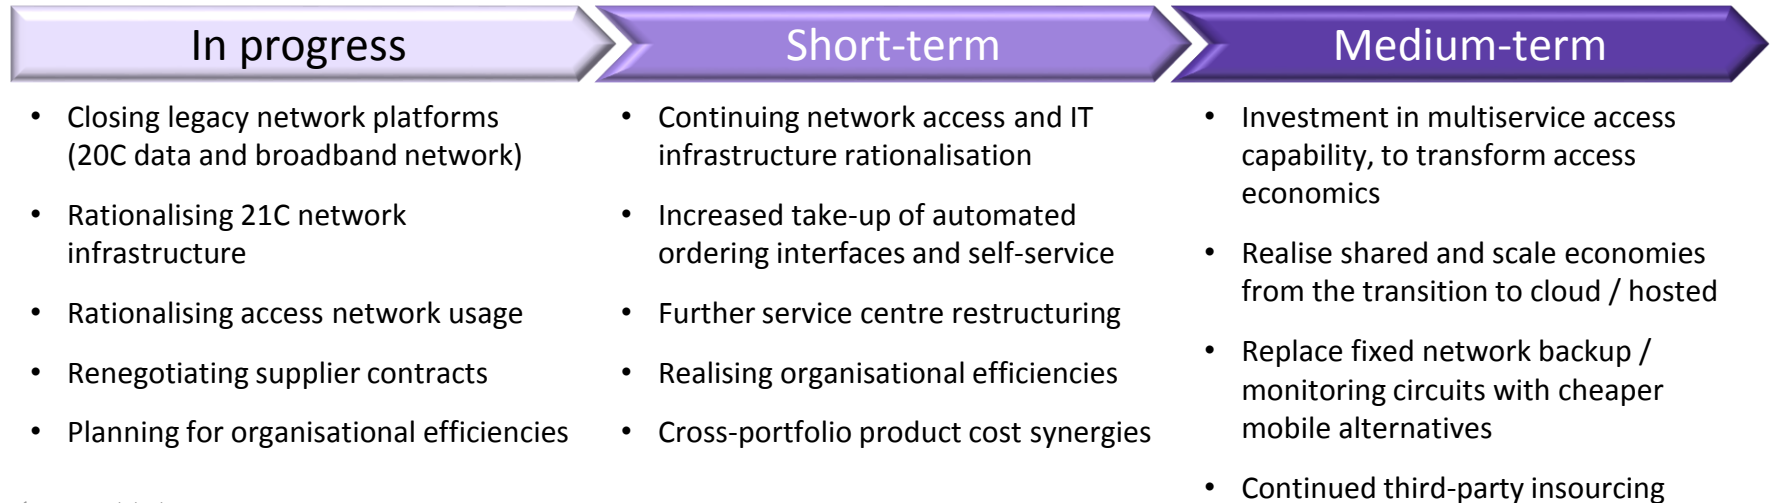 In progress
• Closing legacy network platforms
(20C data and broadband network)
• Rationalising 21C network
infrastructure
• Rationalising access network usage
• Renegotiating supplier contracts
• Planning for organisational efficiencies
Short-term
• Continuing network access and IT
infrastructure rationalisation
• Increased take-up of automated
ordering interfaces and self-service
• Further service centre restructuring
• Realising organisational efficiencies
• Cross-portfolio product cost synergies
Medium-term
• Investment in multiservice access
capability, to transform access
economics
• Realise shared and scale economies
from the transition to cloud / hosted
• Replace fixed network backup /
monitoring circuits with cheaper
mobile alternatives
• Continued third-party insourcing